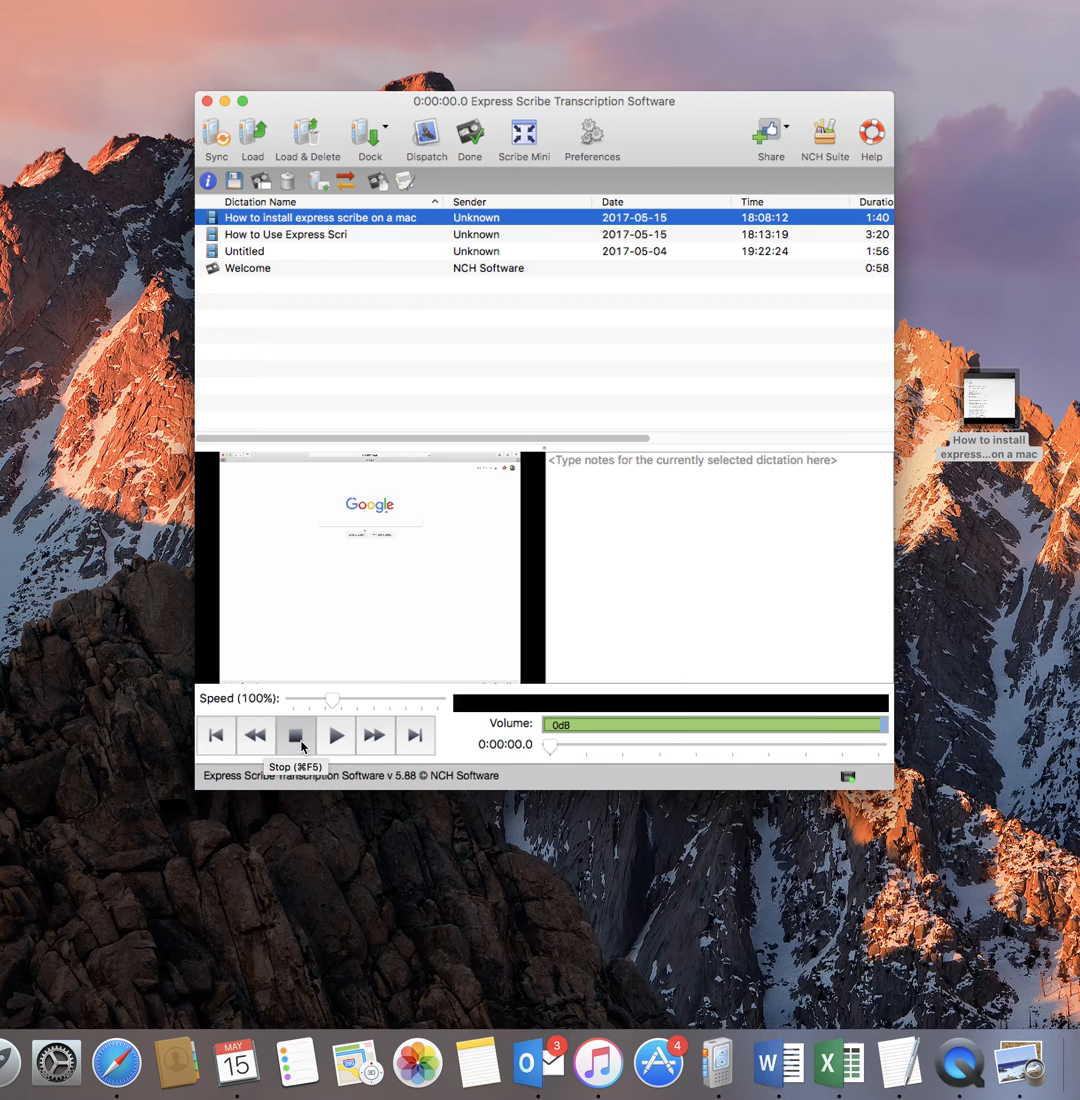 0:00:00.0 Express Scribe Transcription Software
Sync Load Load & Delete Dock Dispatch Done Scribe Mini Preferences Share NCH Suite Help
Dictation Name Sender Date Time Duratio
How to install express scribe on a mac Unknown 2017-05-15 18:08:12 1:40
How to Use Express Scri Unknown 2017-05-15 18:13:19 3:20
Untitled Unknown 2017-05-04 19:22:24 1:56
Welcome NCH Software 0:58
How to install
express...on a mac
<Type notes for the currently selected dictation here>
Google
Speed (100%):
Volume: 0dB
0:00:00.0
Stop (⌘F5)
Express Scribe Transcription Software v 5.88 © NCH Software
MAY
15
3D
3
4